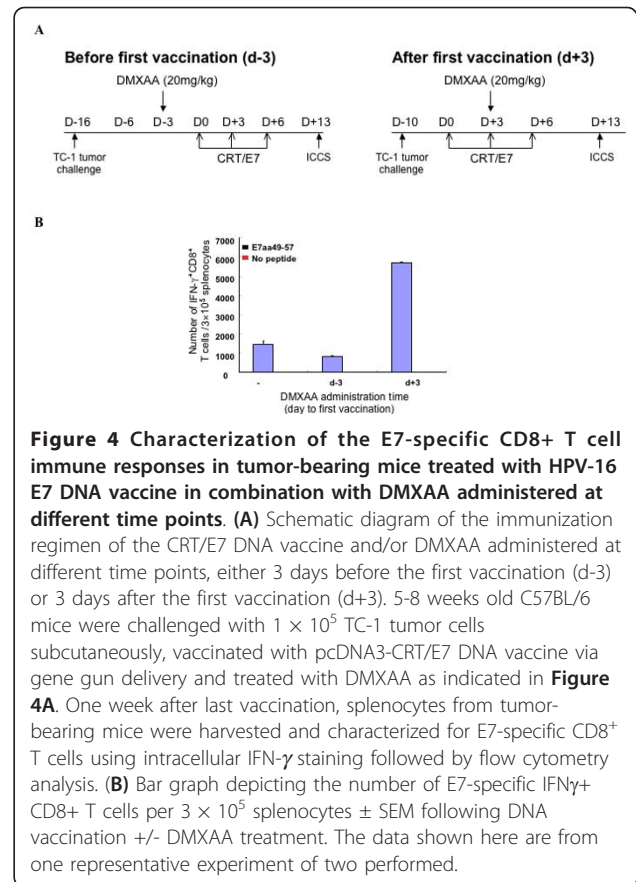 A
Before first vaccination (d-3)
DMXAA (20mg/kg)
D-16 D-6 D-3 D0 D+3 D+6 D+13
TC-1 tumor
challenge
CRT/E7
ICCS
After first vaccination (d+3)
DMXAA (20mg/kg)
D-10 D0 D+3 D+6 D+13
TC-1 tumor
challenge
CRT/E7
ICCS
B
Number of IFN-γ⁺CD8⁺
T cells /3×10⁵ splenocytes
7000
6000
5000
4000
3000
2000
1000
0
E7aa49-57
No peptide
- d-3 d+3
DMXAA administration time
(day to first vaccination)
Figure 4 Characterization of the E7-specific CD8+ T cell
immune responses in tumor-bearing mice treated with HPV-16
E7 DNA vaccine in combination with DMXAA administered at
different time points. (A) Schematic diagram of the immunization
regimen of the CRT/E7 DNA vaccine and/or DMXAA administered at
different time points, either 3 days before the first vaccination (d-3)
or 3 days after the first vaccination (d+3). 5-8 weeks old C57BL/6
mice were challenged with 1 × 10⁵ TC-1 tumor cells
subcutaneously, vaccinated with pcDNA3-CRT/E7 DNA vaccine via
gene gun delivery and treated with DMXAA as indicated in Figure
4A. One week after last vaccination, splenocytes from tumor-
bearing mice were harvested and characterized for E7-specific CD8⁺
T cells using intracellular IFN-γ staining followed by flow cytometry
analysis. (B) Bar graph depicting the number of E7-specific IFNγ+
CD8+ T cells per 3 × 10⁵ splenocytes ± SEM following DNA
vaccination +/- DMXAA treatment. The data shown here are from
one representative experiment of two performed.